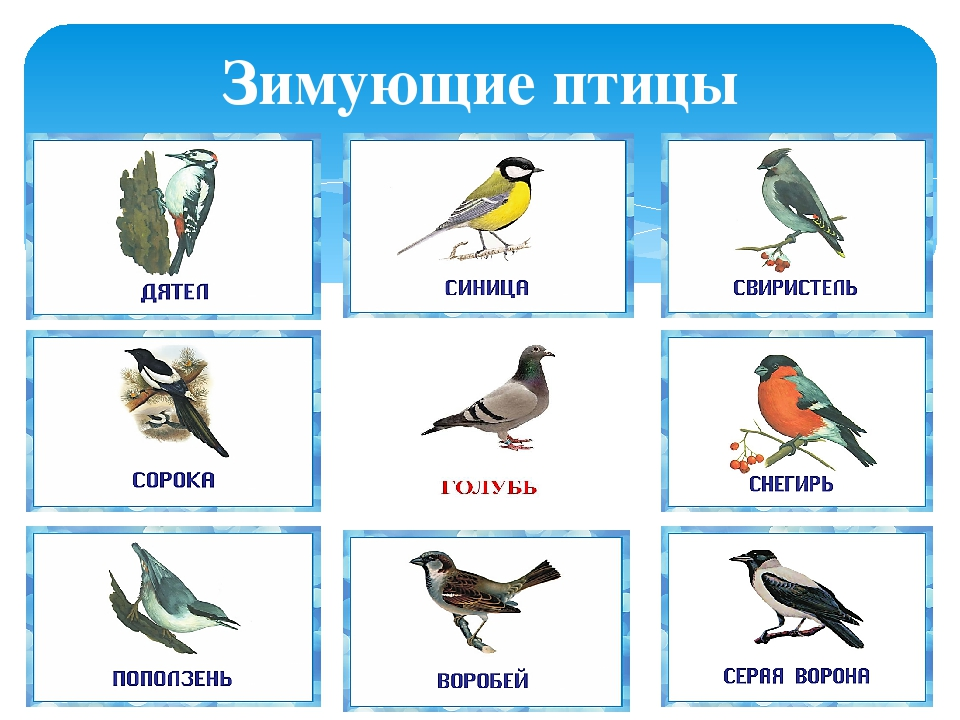 Зимующие птицы
ДЯТЕЛ
СИНИЦА
СВИРИСТЕЛЬ
СОРОКА
ГОЛУБЬ
СНЕГИРЬ
ПОПОЛЗЕНЬ
ВОРОБЕЙ
СЕРАЯ ВОРОНА